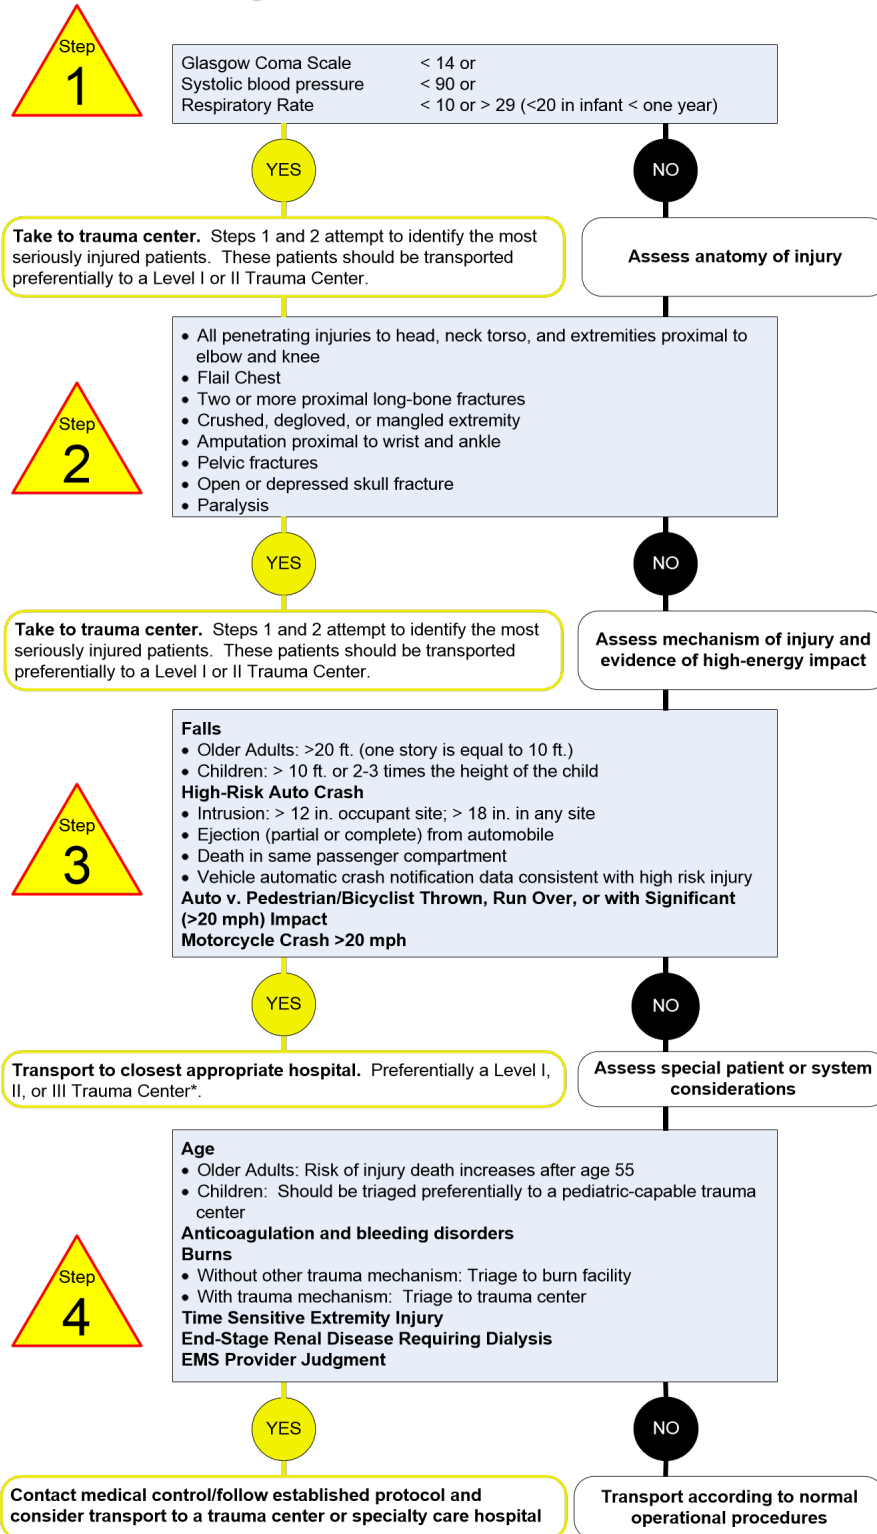 Step
1
Glasgow Coma Scale < 14 or
Systolic blood pressure < 90 or
Respiratory Rate < 10 or > 29 (<20 in infant < one year)
YES
NO
Take to trauma center. Steps 1 and 2 attempt to identify the most
seriously injured patients. These patients should be transported
preferentially to a Level I or II Trauma Center.
Assess anatomy of injury
Step
2
• All penetrating injuries to head, neck torso, and extremities proximal to
elbow and knee
• Flail Chest
• Two or more proximal long-bone fractures
• Crushed, degloved, or mangled extremity
• Amputation proximal to wrist and ankle
• Pelvic fractures
• Open or depressed skull fracture
• Paralysis
YES
NO
Take to trauma center. Steps 1 and 2 attempt to identify the most
seriously injured patients. These patients should be transported
preferentially to a Level I or II Trauma Center.
Assess mechanism of injury and
evidence of high-energy impact
Step
3
Falls
• Older Adults: >20 ft. (one story is equal to 10 ft.)
• Children: > 10 ft. or 2-3 times the height of the child
High-Risk Auto Crash
• Intrusion: > 12 in. occupant site; > 18 in. in any site
• Ejection (partial or complete) from automobile
• Death in same passenger compartment
• Vehicle automatic crash notification data consistent with high risk injury
Auto v. Pedestrian/Bicyclist Thrown, Run Over, or with Significant
(>20 mph) Impact
Motorcycle Crash >20 mph
YES
NO
Transport to closest appropriate hospital. Preferentially a Level I,
II, or III Trauma Center*.
Assess special patient or system
considerations
Step
4
Age
• Older Adults: Risk of injury death increases after age 55
• Children: Should be triaged preferentially to a pediatric-capable trauma
center
Anticoagulation and bleeding disorders
Burns
• Without other trauma mechanism: Triage to burn facility
• With trauma mechanism: Triage to trauma center
Time Sensitive Extremity Injury
End-Stage Renal Disease Requiring Dialysis
EMS Provider Judgment
YES
NO
Contact medical control/follow established protocol and
consider transport to a trauma center or specialty care hospital
Transport according to normal
operational procedures